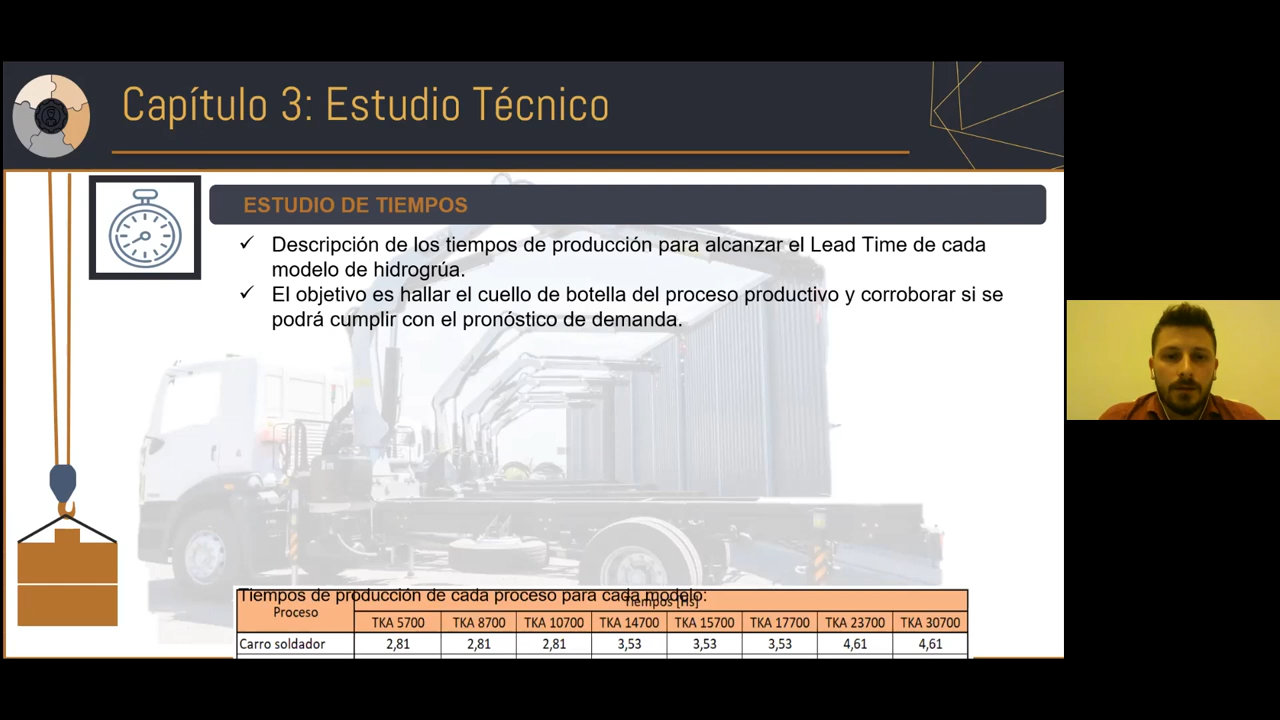 Capítulo 3: Estudio Técnico
ESTUDIO DE TIEMPOS
✓ Descripción de los tiempos de producción para alcanzar el Lead Time de cada
modelo de hidrogrúa.
✓ El objetivo es hallar el cuello de botella del proceso productivo y corroborar si se
podrá cumplir con el pronóstico de demanda.
Tiempos de producción de cada proceso para cada modelo:
Proceso Tiempos [Hs]
TKA 5700 TKA 8700 TKA 10700 TKA 14700 TKA 15700 TKA 17700 TKA 23700 TKA 30700
Carro soldador 2,81 2,81 2,81 3,53 3,53 3,53 4,61 4,61